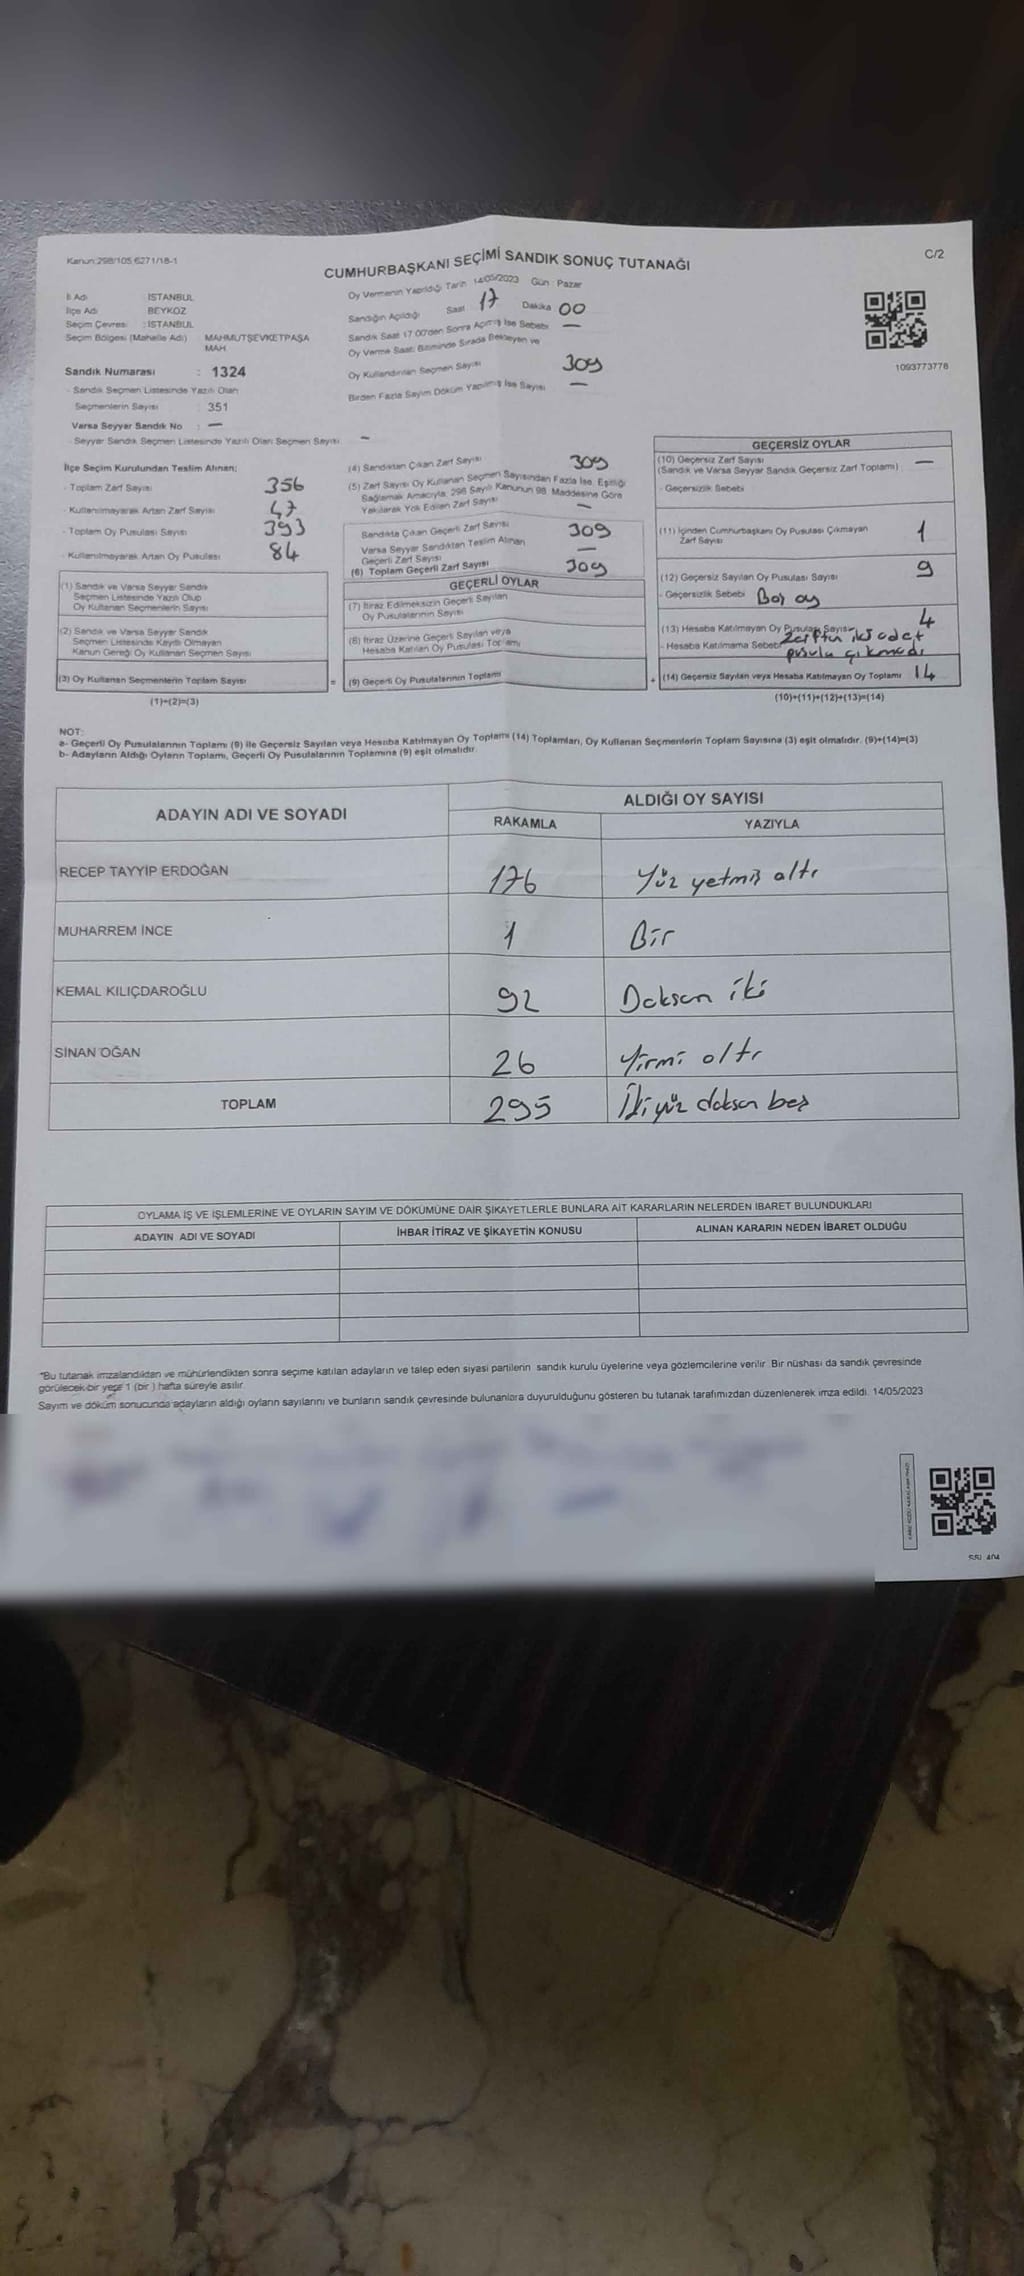 Kanun:298/105,6271/18-1
C/2
CUMHURBAŞKANI SEÇİMİ SANDIK SONUÇ TUTANAĞI
İl Adı : İSTANBUL
İlçe Adı : BEYKOZ
Seçim Çevresi : İSTANBUL
Seçim Bölgesi (Mahalle Adı) : MAHMUTŞEVKETPAŞA
MAH.
Sandık Numarası : 1324
- Sandık Seçmen Listesinde Yazılı Olan
Seçmenlerin Sayısı : 351
Varsa Seyyar Sandık No : —
- Seyyar Sandık Seçmen Listesinde Yazılı Olan Seçmen Sayısı —
Oy Vermenin Yapıldığı Tarih 14/05/2023 Gün : Pazar
Sandığın Açıldığı Saat 17 Dakika 00
Sandık Saat 17.00'den Sonra Açılmış İse Sebebi —
Oy Verme Saati Bitiminde Sırada Bekleyen ve
Oy Kullandırılan Seçmen Sayısı 309
Birden Fazla Sayım Döküm Yapılmış İse Sayısı —
1093773778
İlçe Seçim Kurulundan Teslim Alınan;
- Toplam Zarf Sayısı 356
- Kullanılmayarak Artan Zarf Sayısı 47
- Toplam Oy Pusulası Sayısı 393
- Kullanılmayarak Artan Oy Pusulası 84
(1) Sandık ve Varsa Seyyar Sandık
Seçmen Listesinde Yazılı Olup
Oy Kullanan Seçmenlerin Sayısı
(2) Sandık ve Varsa Seyyar Sandık
Seçmen Listesinde Kayıtlı Olmayan
Kanun Gereği Oy Kullanan Seçmen Sayısı
(3) Oy Kullanan Seçmenlerin Toplam Sayısı
(1)+(2)=(3)
=
(4) Sandıktan Çıkan Zarf Sayısı 309
(5) Zarf Sayısı Oy Kullanan Seçmen Sayısından Fazla İse, Eşitliği
Sağlamak Amacıyla, 298 Sayılı Kanunun 98. Maddesine Göre
Yakılarak Yok Edilen Zarf Sayısı —
Sandıkta Çıkan Geçerli Zarf Sayısı 309
Varsa Seyyar Sandıktan Teslim Alınan
Geçerli Zarf Sayısı —
(6) Toplam Geçerli Zarf Sayısı 309
GEÇERLİ OYLAR
(7) İtiraz Edilmeksizin Geçerli Sayılan
Oy Pusulalarının Sayısı
(8) İtiraz Üzerine Geçerli Sayılan veya
Hesaba Katılan Oy Pusulası Toplamı
(9) Geçerli Oy Pusulalarının Toplamı
+
GEÇERSİZ OYLAR
(10) Geçersiz Zarf Sayısı
(Sandık ve Varsa Seyyar Sandık Geçersiz Zarf Toplamı) —
- Geçersizlik Sebebi
(11) İçinden Cumhurbaşkanı Oy Pusulası Çıkmayan
Zarf Sayısı 1
(12) Geçersiz Sayılan Oy Pusulası Sayısı 9
- Geçersizlik Sebebi Boş oy
(13) Hesaba Katılmayan Oy Pusulası Sayısı 4
- Hesaba Katılmama Sebebi Zarftan iki adet
pusula çıkmadı
(14) Geçersiz Sayılan veya Hesaba Katılmayan Oy Toplamı 14
(10)+(11)+(12)+(13)=(14)
NOT:
a- Geçerli Oy Pusulalarının Toplamı (9) ile Geçersiz Sayılan veya Hesaba Katılmayan Oy Toplamı (14) Toplamları, Oy Kullanan Seçmenlerin Toplam Sayısına (3) eşit olmalıdır. (9)+(14)=(3)
b- Adayların Aldığı Oyların Toplamı, Geçerli Oy Pusulalarının Toplamına (9) eşit olmalıdır.
ADAYIN ADI VE SOYADI
ALDIĞI OY SAYISI
RAKAMLA YAZIYLA
RECEP TAYYİP ERDOĞAN 176 Yüz yetmiş altı
MUHARREM İNCE 1 Bir
KEMAL KILIÇDAROĞLU 92 Doksan iki
SİNAN OĞAN 26 Yirmi altı
TOPLAM 295 İkiyüz doksan beş
OYLAMA İŞ VE İŞLEMLERİNE VE OYLARIN SAYIM VE DÖKÜMÜNE DAİR ŞİKAYETLERLE BUNLARA AİT KARARLARIN NELERDEN İBARET BULUNDUKLARI
ADAYIN ADI VE SOYADI İHBAR İTİRAZ VE ŞİKAYETİN KONUSU ALINAN KARARIN NEDEN İBARET OLDUĞU
*Bu tutanak imzalandıktan ve mühürlendikten sonra seçime katılan adayların ve talep eden siyasi partilerin sandık kurulu üyelerine veya gözlemcilerine verilir. Bir nüshası da sandık çevresinde
görülecek bir yere 1 (bir ) hafta süreyle asılır.
Sayım ve döküm sonucunda adayların aldığı oyların sayılarını ve bunların sandık çevresinde bulunanlara duyurulduğunu gösteren bu tutanak tarafımızdan düzenlenerek imza edildi. 14/05/2023